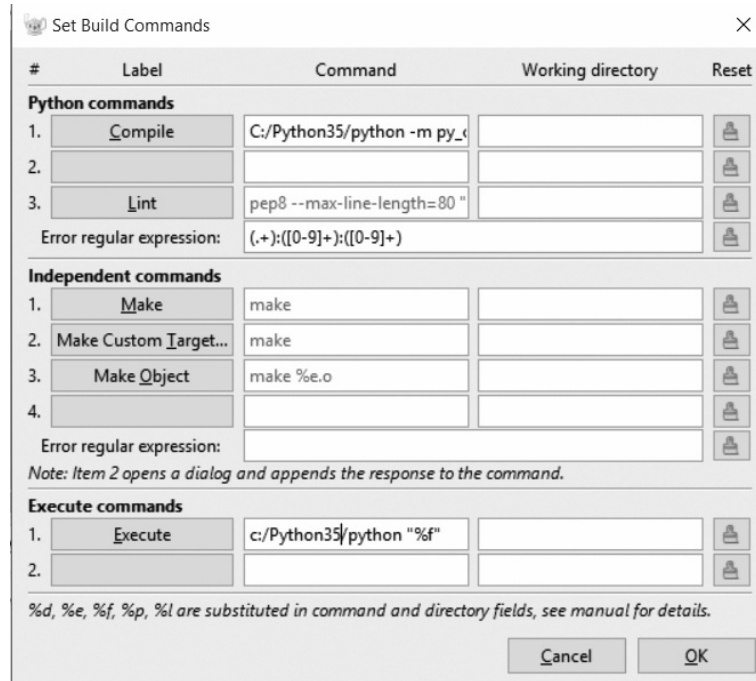 Set Build Commands
# Label Command Working directory Reset
Python commands
1. Compile C:/Python35/python -m py_
2.
3. Lint pep8 --max-line-length=80 "
Error regular expression: (.+):([0-9]+):([0-9]+)
Independent commands
1. Make make
2. Make Custom Target... make
3. Make Object make %e.o
4.
Error regular expression:
Note: Item 2 opens a dialog and appends the response to the command.
Execute commands
1. Execute c:/Python35/python "%f"
2.
%d, %e, %f, %p, %l are substituted in command and directory fields, see manual for details.
Cancel OK